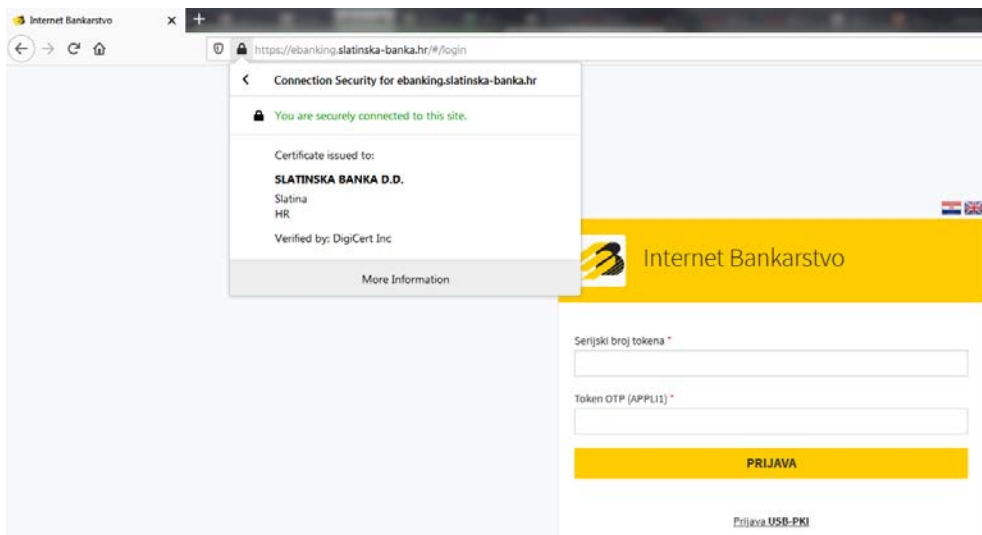 Internet Bankarstvo
https://ebanking.slatinska-banka.hr/#/login
Connection Security for ebanking.slatinska-banka.hr
You are securely connected to this site.
Certificate issued to:
SLATINSKA BANKA D.D.
Slatina
HR
Verified by: DigiCert Inc
More Information
Internet Bankarstvo
Serijski broj tokena *
Token OTP (APPLI1) *
PRIJAVA
Prijava USB-PKI